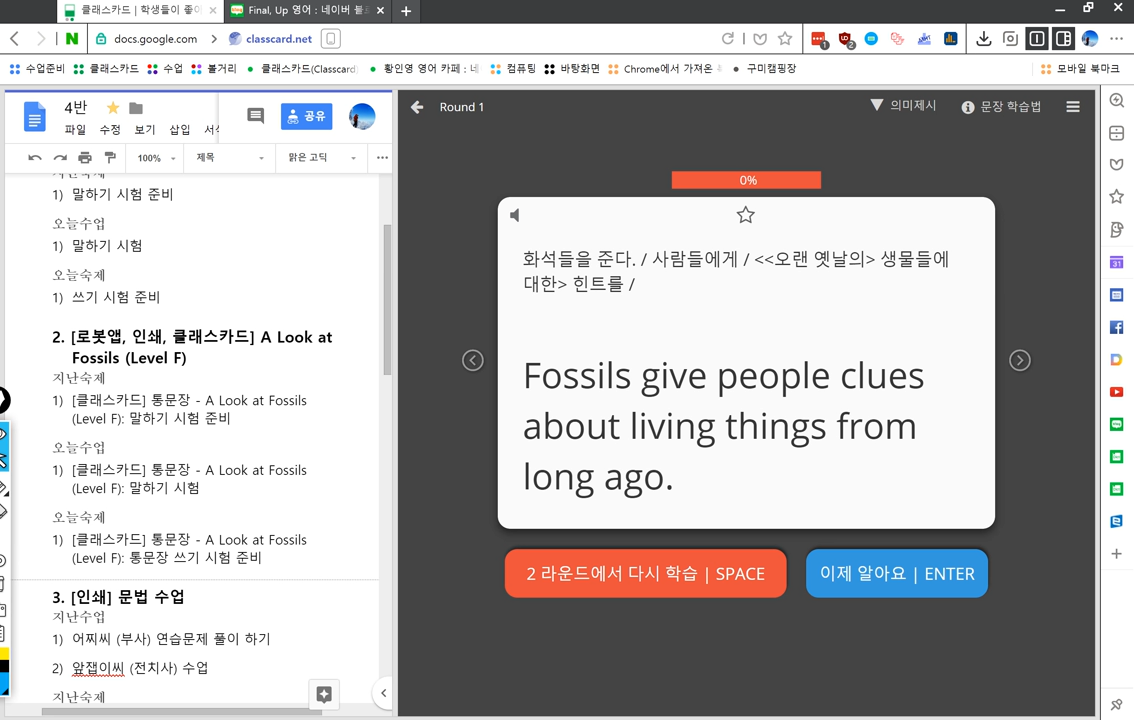 클래스카드 | 학생들이 좋아
Final, Up 영어 : 네이버 블로
docs.google.com
classcard.net
수업준비
클래스카드
수업
볼거리
클래스카드(Classcard
황인영 영어 카페 : 네
컴퓨팅
바탕화면
Chrome에서 가져온
구미캠핑장
모바일 북마크
4반
파일 수정 보기 삽입 서식
공유
100%
제목
맑은 고딕
1) 말하기 시험 준비
오늘수업
1) 말하기 시험
오늘숙제
1) 쓰기 시험 준비
2. [로봇앱, 인쇄, 클래스카드] A Look at
Fossils (Level F)
지난숙제
1) [클래스카드] 통문장 - A Look at Fossils
(Level F): 말하기 시험 준비
오늘수업
1) [클래스카드] 통문장 - A Look at Fossils
(Level F): 말하기 시험
오늘숙제
1) [클래스카드] 통문장 - A Look at Fossils
(Level F): 통문장 쓰기 시험 준비
3. [인쇄] 문법 수업
지난수업
1) 어찌씨 (부사) 연습문제 풀이 하기
2) 앞잽이씨 (전치사) 수업
지난숙제
Round 1
의미제시
문장 학습법
0%
화석들을 준다. / 사람들에게 / <<오랜 옛날의> 생물들에
대한> 힌트를 /
Fossils give people clues
about living things from
long ago.
2 라운드에서 다시 학습 | SPACE
이제 알아요 | ENTER